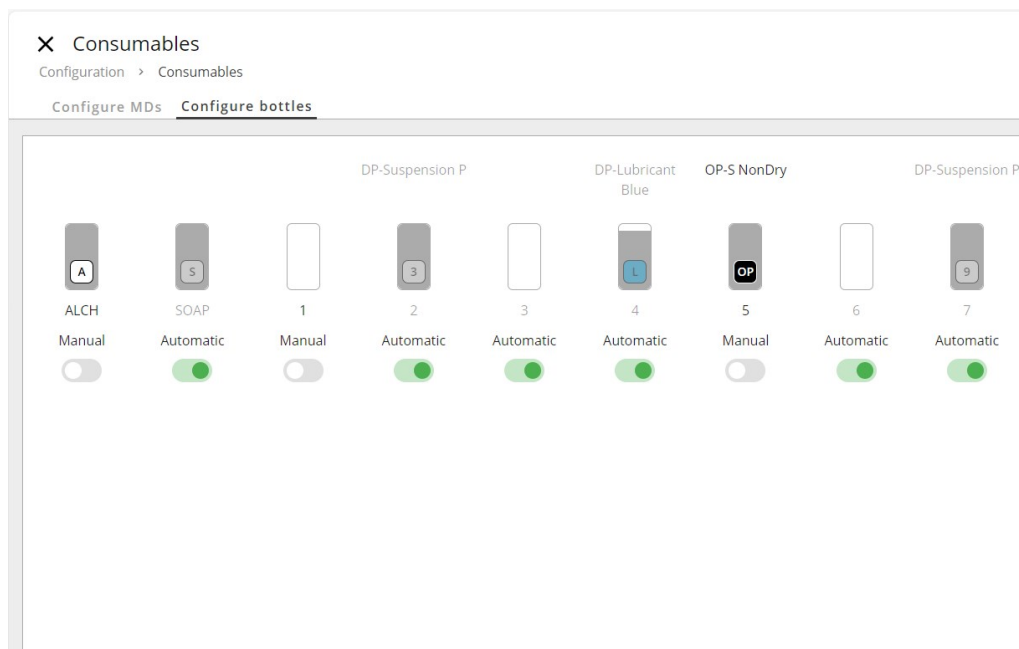 Consumables
Configuration > Consumables
Configure MDs Configure bottles
DP-Suspension P DP-Lubricant OP-S NonDry DP-Suspension P
Blue
A S 3 L OP 9
ALCH SOAP 1 2 3 4 5 6 7
Manual Automatic Manual Automatic Automatic Automatic Manual Automatic Automatic